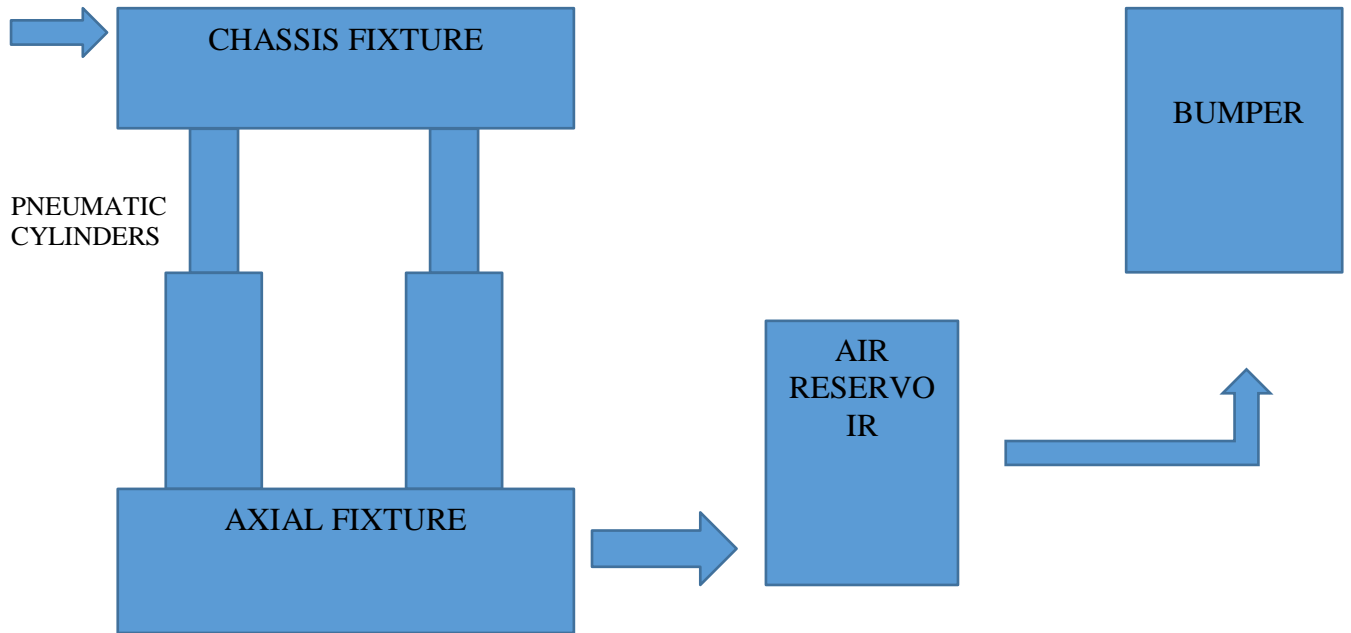 CHASSIS FIXTURE
BUMPER
PNEUMATIC
CYLINDERS
AIR
RESERVO
IR
AXIAL FIXTURE